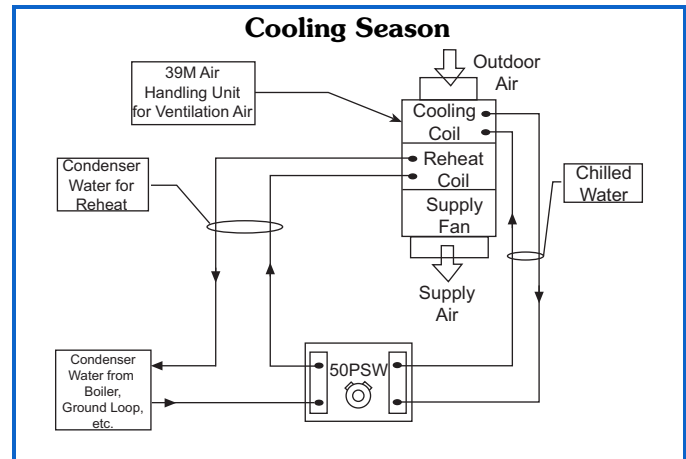 Cooling Season
Outdoor
Air
39M Air
Handling Unit
for Ventilation Air
Cooling
Coil
Reheat
Coil
Supply
Fan
Condenser
Water for
Reheat
Chilled
Water
Supply
Air
Condenser
Water from
Boiler,
Ground Loop,
etc.
50PSW